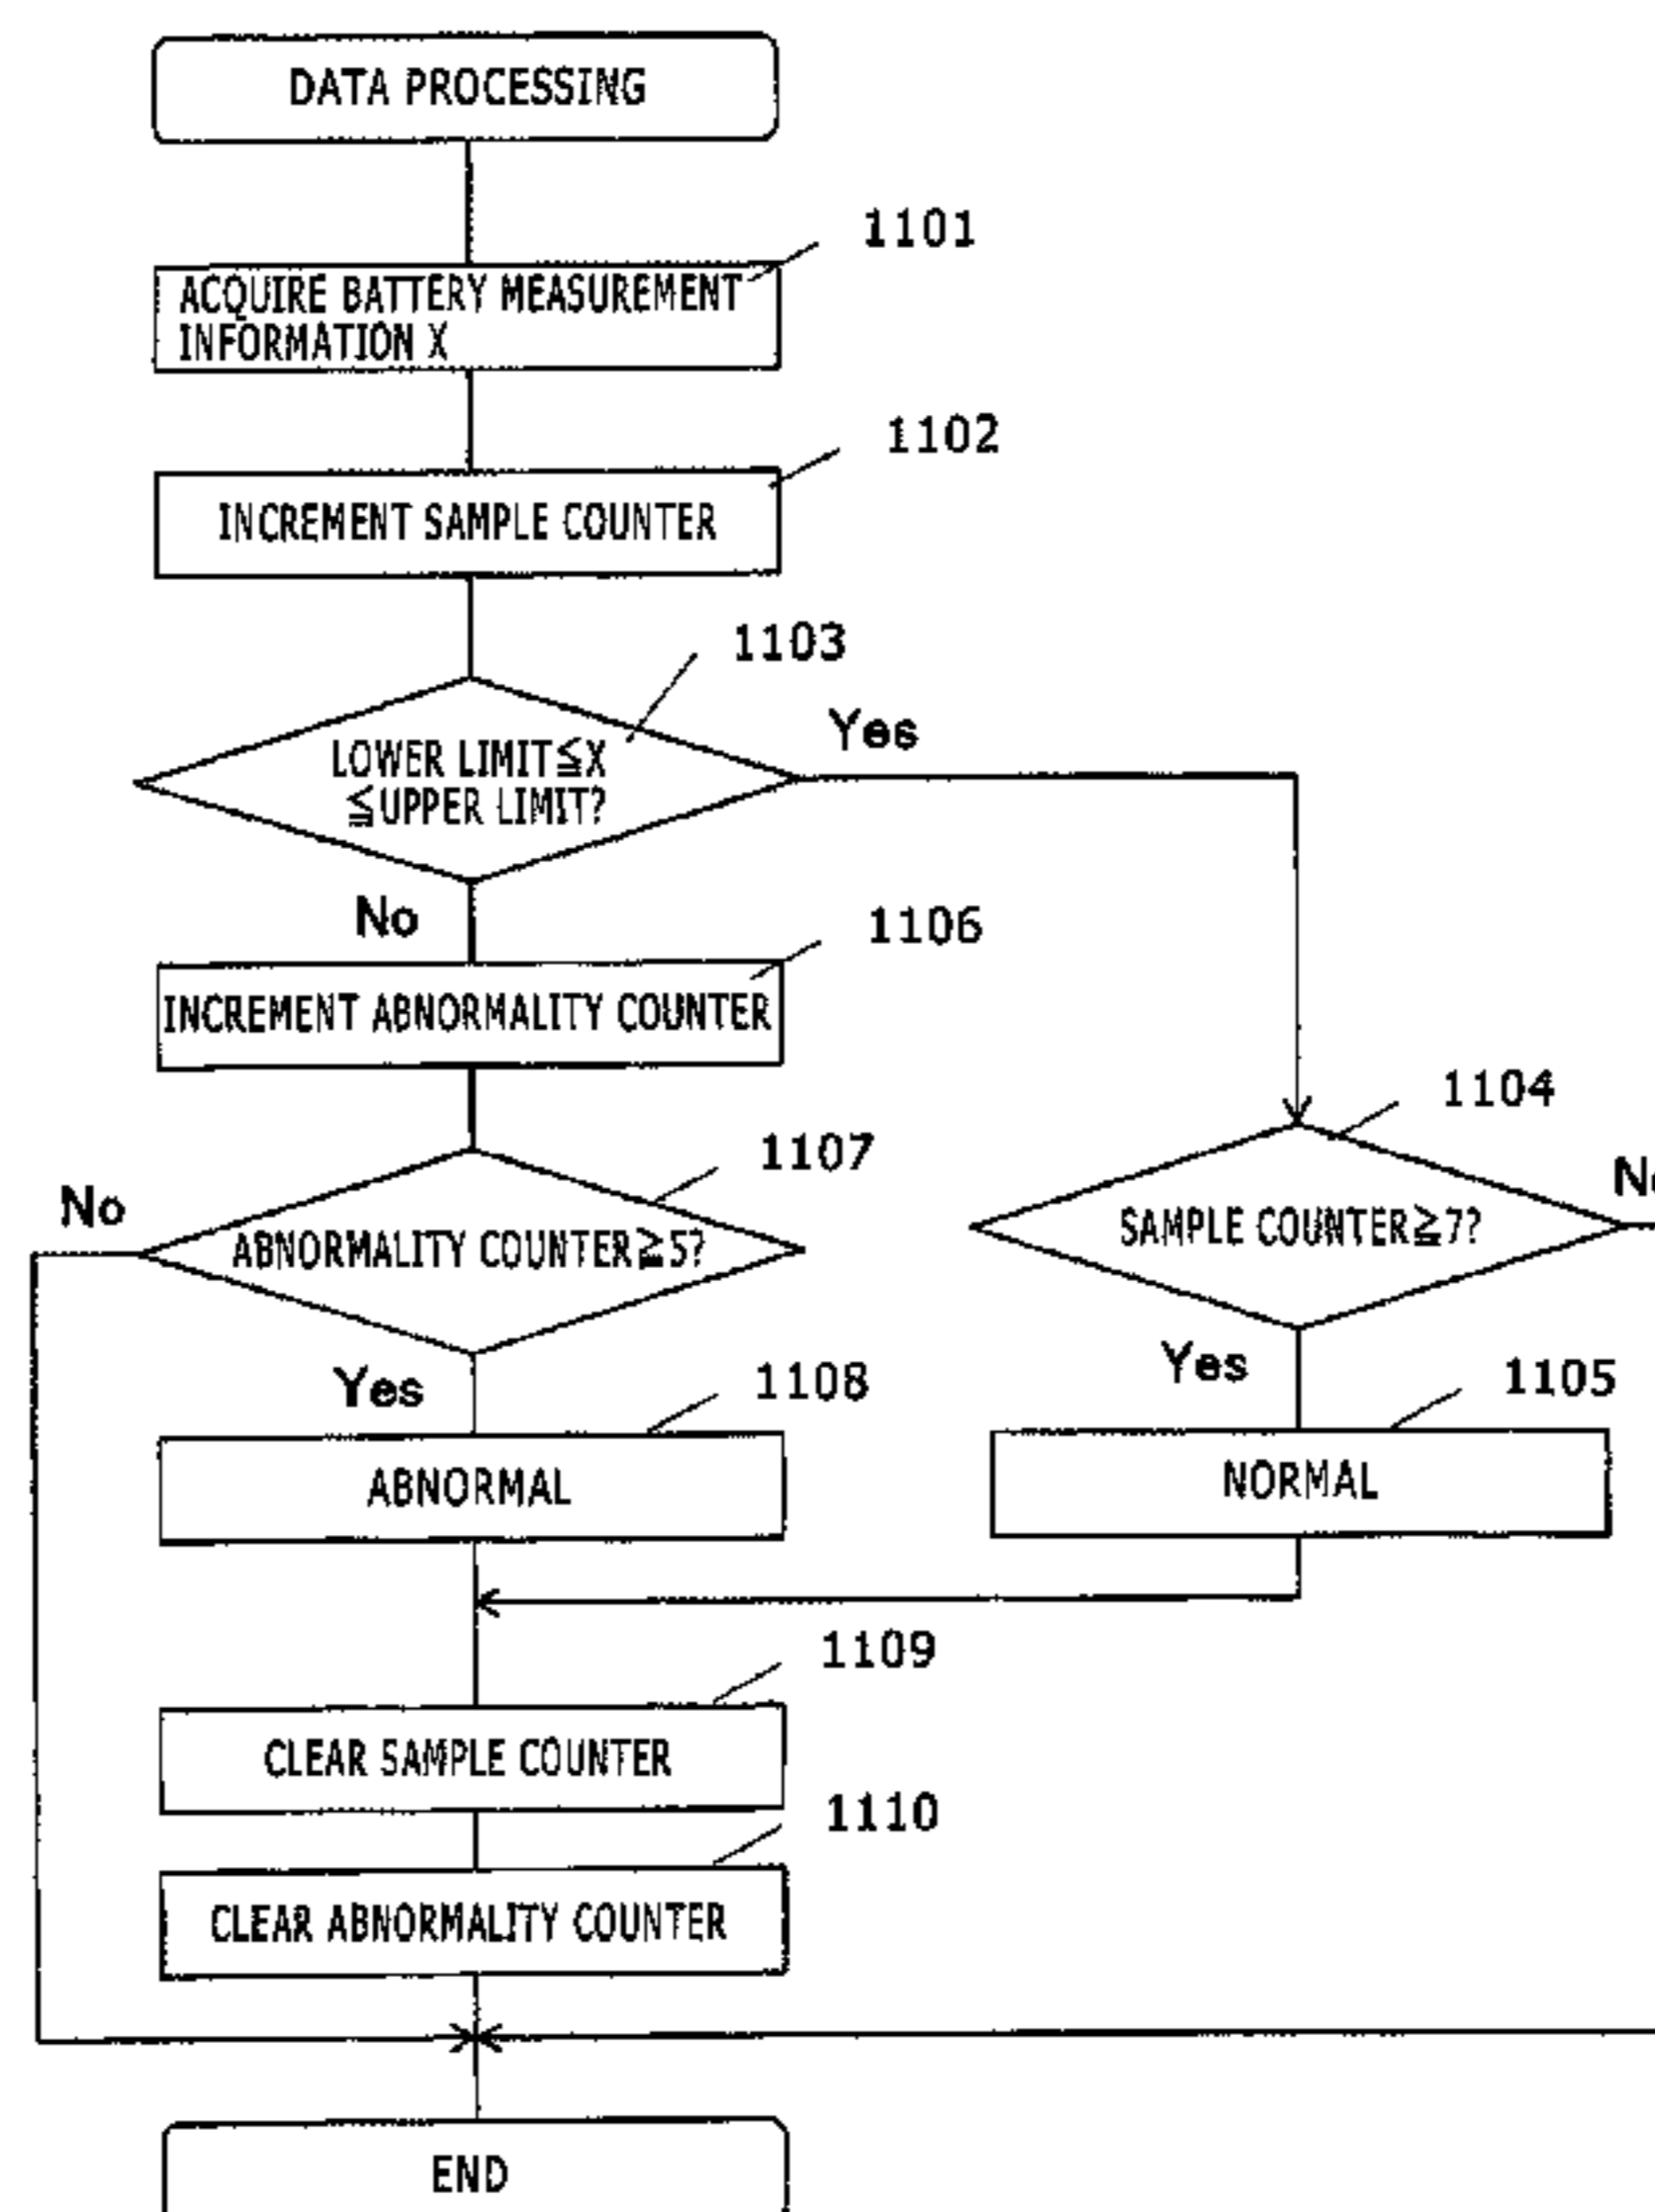 DATA PROCESSING
1101
ACQUIRE BATTERY MEASUREMENT
INFORMATION X
1102
INCREMENT SAMPLE COUNTER
1103
LOWER LIMIT≦X
≦UPPER LIMIT?
Yes
No
1106
INCREMENT ABNORMALITY COUNTER
1104
1107
No
ABNORMALITY COUNTER≧5?
SAMPLE COUNTER≧7?
No
Yes
1108
Yes
1105
ABNORMAL
NORMAL
1109
CLEAR SAMPLE COUNTER
1110
CLEAR ABNORMALITY COUNTER
END